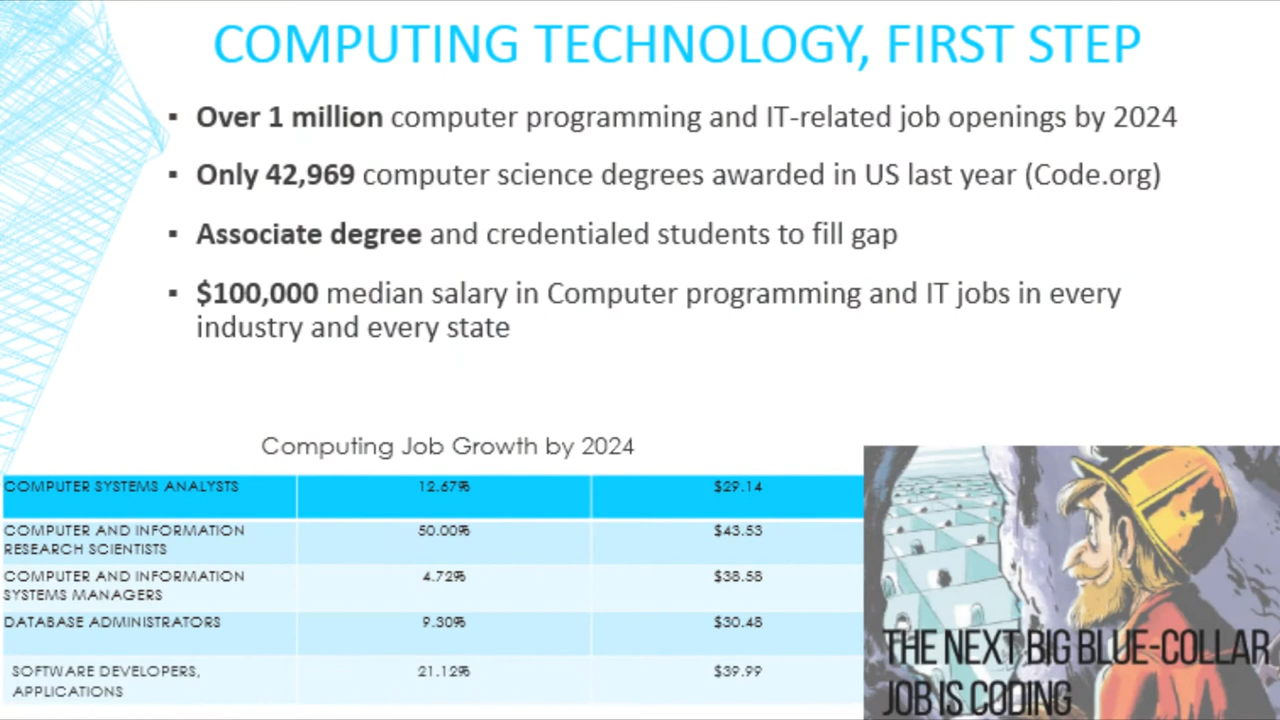 COMPUTING TECHNOLOGY, FIRST STEP
▪ Over 1 million computer programming and IT-related job openings by 2024
▪ Only 42,969 computer science degrees awarded in US last year (Code.org)
▪ Associate degree and credentialed students to fill gap
▪ $100,000 median salary in Computer programming and IT jobs in every
industry and every state
Computing Job Growth by 2024
COMPUTER SYSTEMS ANALYSTS 12.67% $29.14
COMPUTER AND INFORMATION
RESEARCH SCIENTISTS 50.00% $43.53
COMPUTER AND INFORMATION
SYSTEMS MANAGERS 4.72% $38.58
DATABASE ADMINISTRATORS 9.30% $30.48
SOFTWARE DEVELOPERS,
APPLICATIONS 21.12% $39.99
THE NEXT BIG BLUE-COLLAR
JOB IS CODING